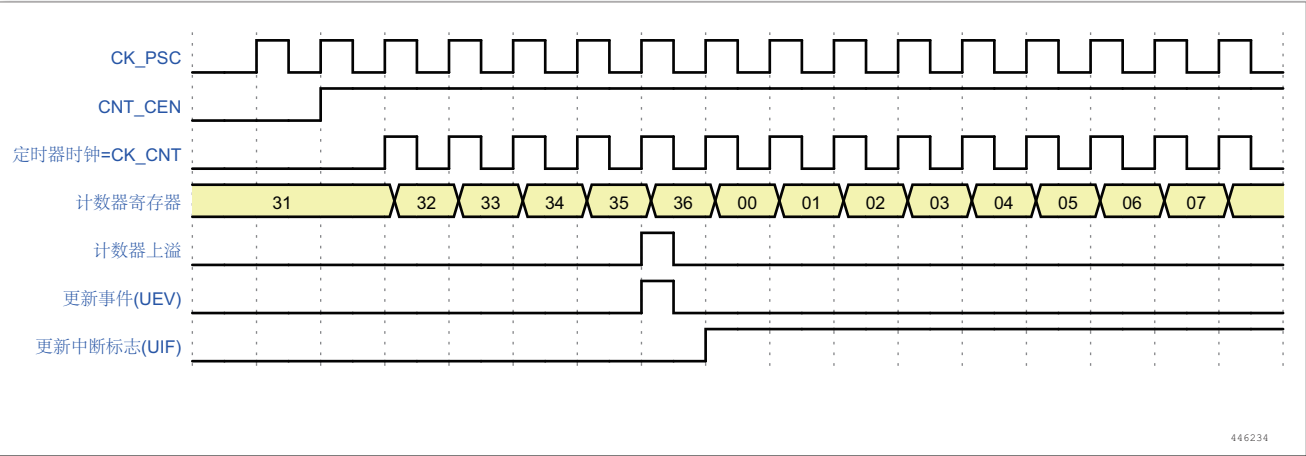 CK_PSC
CNT_CEN
定时器时钟=CK_CNT
计数器寄存器 31 32 33 34 35 36 00 01 02 03 04 05 06 07
计数器上溢
更新事件(UEV)
更新中断标志(UIF)
446234